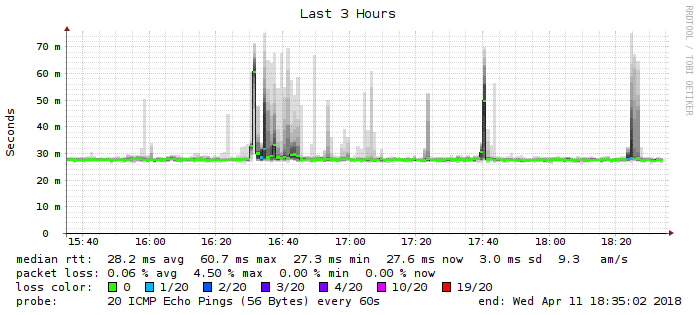 Last 3 Hours
RRDTOOL / TOBI OETIKER
Seconds
70 m
60 m
50 m
40 m
30 m
20 m
10 m
0
15:40 16:00 16:20 16:40 17:00 17:20 17:40 18:00 18:20
median rtt: 28.2 ms avg 60.7 ms max 27.3 ms min 27.6 ms now 3.0 ms sd 9.3 am/s
packet loss: 0.06 % avg 4.50 % max 0.00 % min 0.00 % now
loss color: 0 1/20 2/20 3/20 4/20 10/20 19/20
probe: 20 ICMP Echo Pings (56 Bytes) every 60s end: Wed Apr 11 18:35:02 2018